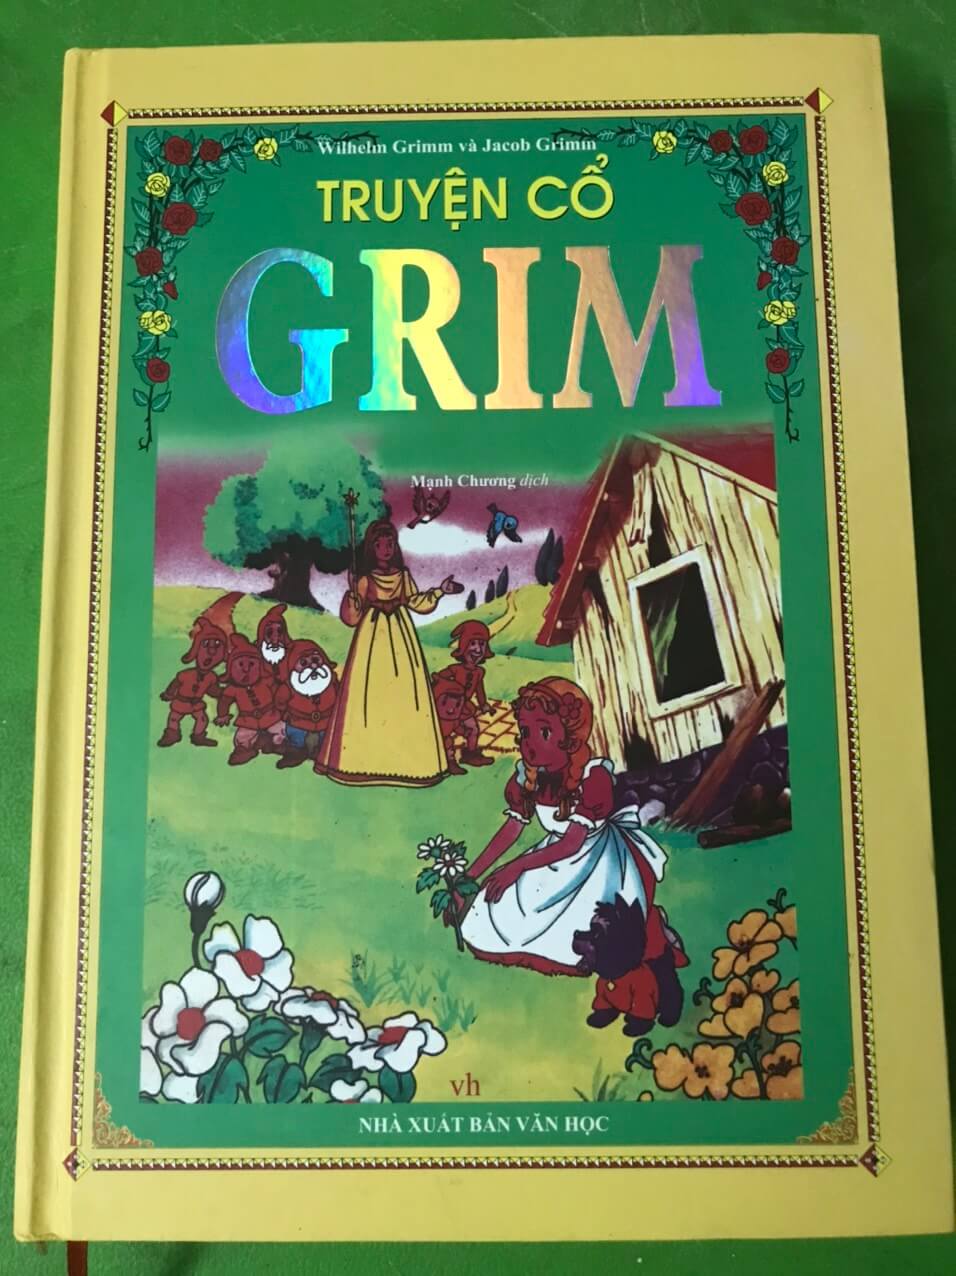 Wilhelm Grimm và Jacob Grimm
TRUYỆN CỔ
GRIM
Mạnh Chương dịch
vh
NHÀ XUẤT BẢN VĂN HỌC